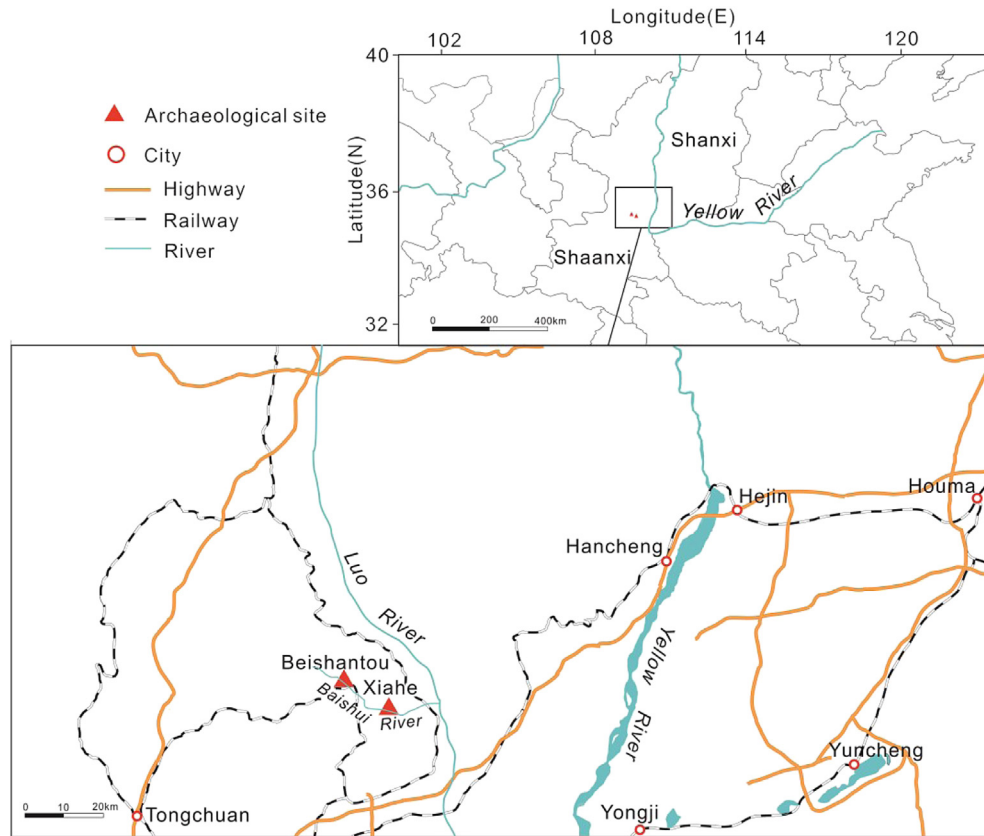 Longitude(E)
102 108 114 120
40
36
32
Latitude(N)
Archaeological site
City
Highway
Railway
River
Shanxi
Yellow River
Shaanxi
0 200 400km
Houma
Hejin
Hancheng
Luo
River
Beishantou
Xiahe
Baishui
River
Yellow
River
Yuncheng
0 10 20km
Tongchuan
Yongji